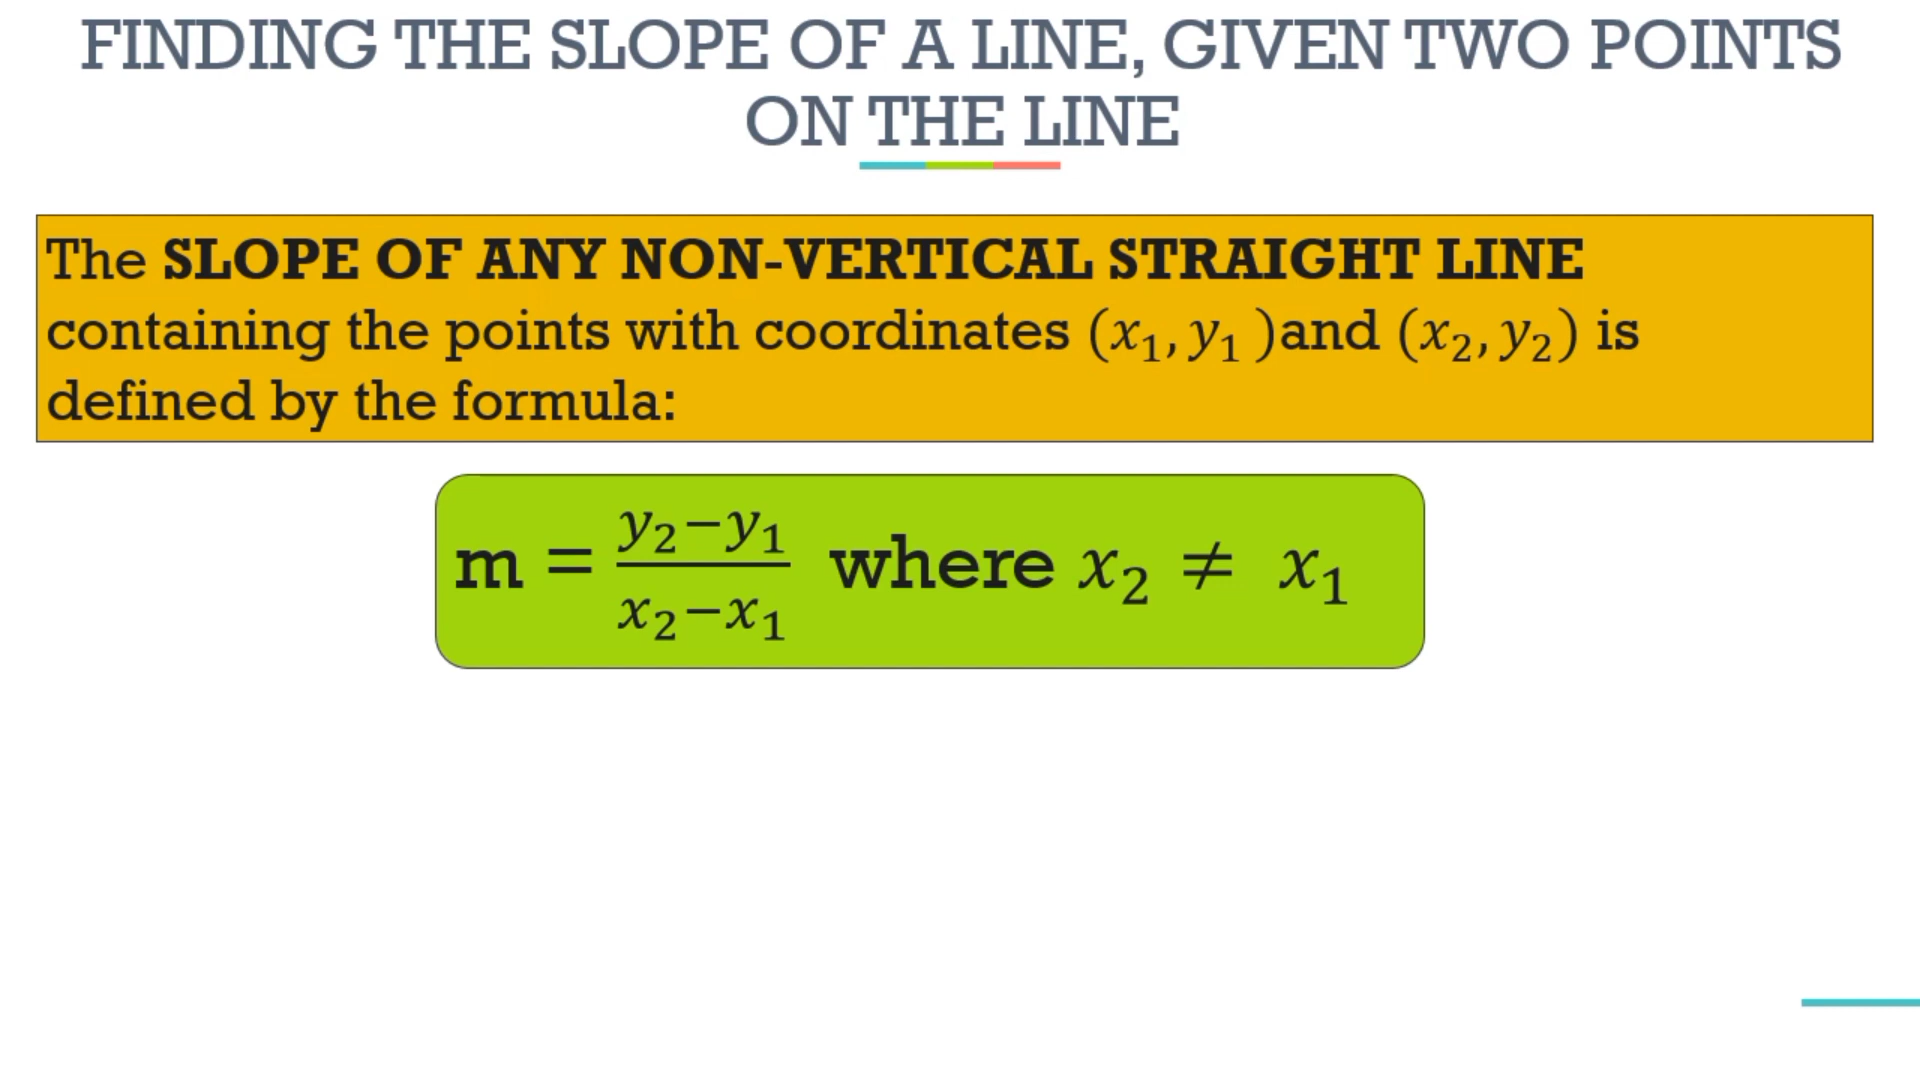 FINDING THE SLOPE OF A LINE, GIVEN TWO POINTS
ON THE LINE
The SLOPE OF ANY NON-VERTICAL STRAIGHT LINE
containing the points with coordinates (x₁, y₁ )and (x₂, y₂) is
defined by the formula:
m = y₂−y₁ / x₂−x₁ where x₂ ≠ x₁